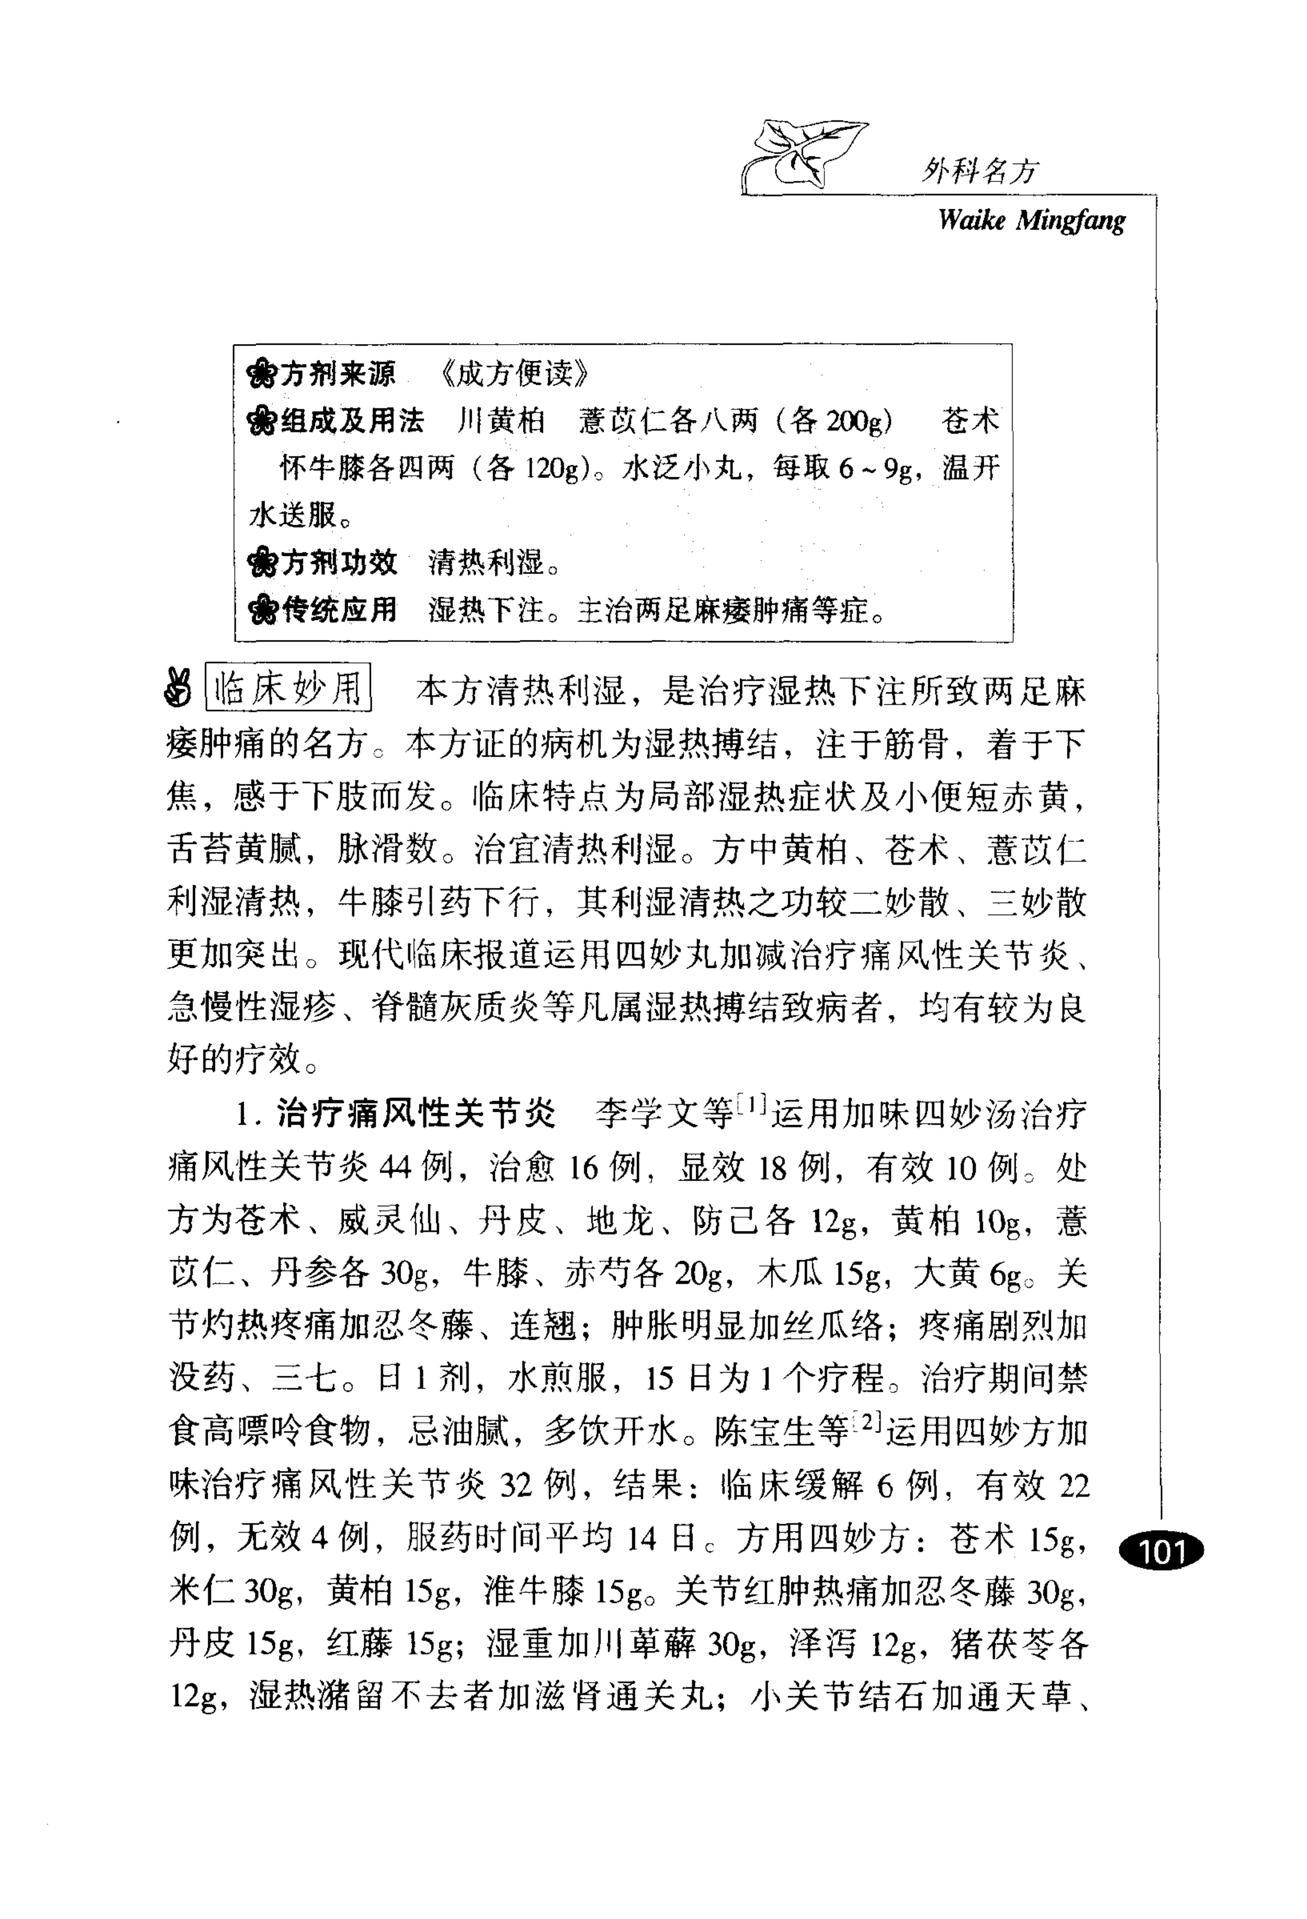 外科名方
Waike Mingfang
方剂来源 《成方便读》
组成及用法 川黄柏 薏苡仁各八两（各 200g） 苍术
怀牛膝各四两（各 120g）。水泛小丸，每取 6～9g，温开
水送服。
方剂功效 清热利湿。
传统应用 湿热下注。主治两足麻痿肿痛等症。
临床妙用 本方清热利湿，是治疗湿热下注所致两足麻
痿肿痛的名方。本方证的病机为湿热搏结，注于筋骨，着于下
焦，感于下肢而发。临床特点为局部湿热症状及小便短赤黄，
舌苔黄腻，脉滑数。治宜清热利湿。方中黄柏、苍术、薏苡仁
利湿清热，牛膝引药下行，其利湿清热之功较二妙散、三妙散
更加突出。现代临床报道运用四妙丸加减治疗痛风性关节炎、
急慢性湿疹、脊髓灰质炎等凡属湿热搏结致病者，均有较为良
好的疗效。
1. 治疗痛风性关节炎 李学文等[1]运用加味四妙汤治疗
痛风性关节炎 44 例，治愈 16 例，显效 18 例，有效 10 例。处
方为苍术、威灵仙、丹皮、地龙、防己各 12g，黄柏 10g，薏
苡仁、丹参各 30g，牛膝、赤芍各 20g，木瓜 15g，大黄 6g。关
节灼热疼痛加忍冬藤、连翘；肿胀明显加丝瓜络；疼痛剧烈加
没药、三七。日 1 剂，水煎服，15 日为 1 个疗程。治疗期间禁
食高嘌呤食物，忌油腻，多饮开水。陈宝生等[2]运用四妙方加
味治疗痛风性关节炎 32 例，结果：临床缓解 6 例，有效 22
例，无效 4 例，服药时间平均 14 日。方用四妙方：苍术 15g，
米仁 30g，黄柏 15g，淮牛膝 15g。关节红肿热痛加忍冬藤 30g，
丹皮 15g，红藤 15g；湿重加川萆薢 30g，泽泻 12g，猪茯苓各
12g，湿热潴留不去者加滋肾通关丸；小关节结石加通天草、
101